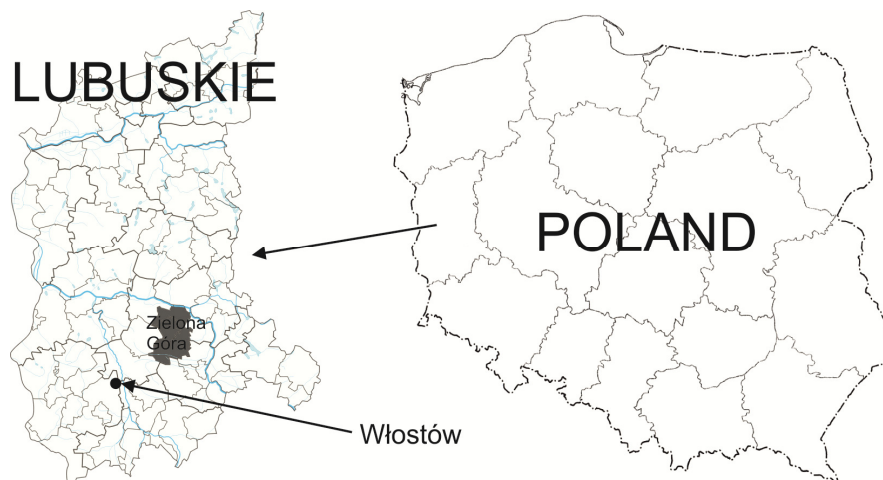 LUBUSKIE
POLAND
Zielona
Góra
Włostów